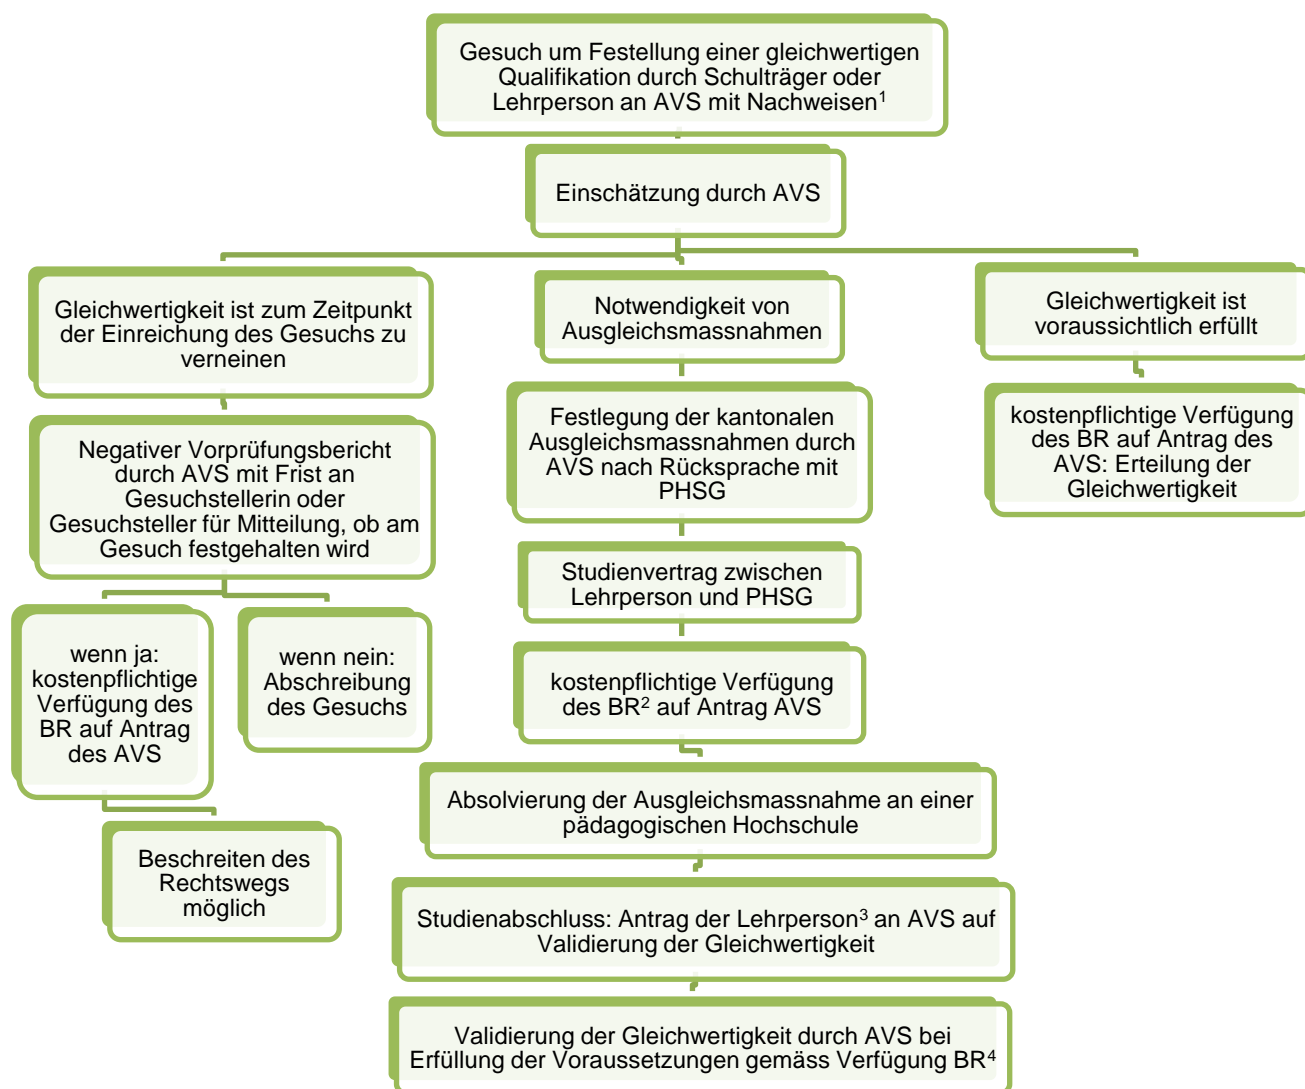 Gesuch um Festellung einer gleichwertigen
Qualifikation durch Schulträger oder
Lehrperson an AVS mit Nachweisen¹
Einschätzung durch AVS
Gleichwertigkeit ist zum Zeitpunkt
der Einreichung des Gesuchs zu
verneinen
Negativer Vorprüfungsbericht
durch AVS mit Frist an
Gesuchstellerin oder
Gesuchsteller für Mitteilung, ob am
Gesuch festgehalten wird
wenn ja:
kostenpflichtige
Verfügung des
BR auf Antrag
des AVS
Beschreiten des
Rechtswegs
möglich
wenn nein:
Abschreibung
des Gesuchs
Notwendigkeit von
Ausgleichsmassnahmen
Festlegung der kantonalen
Ausgleichsmassnahmen durch
AVS nach Rücksprache mit
PHSG
Studienvertrag zwischen
Lehrperson und PHSG
kostenpflichtige Verfügung
des BR² auf Antrag AVS
Absolvierung der Ausgleichsmassnahme an einer
pädagogischen Hochschule
Studienabschluss: Antrag der Lehrperson³ an AVS auf
Validierung der Gleichwertigkeit
Validierung der Gleichwertigkeit durch AVS bei
Erfüllung der Voraussetzungen gemäss Verfügung BR⁴
Gleichwertigkeit ist
voraussichtlich erfüllt
kostenpflichtige Verfügung
des BR auf Antrag des
AVS: Erteilung der
Gleichwertigkeit